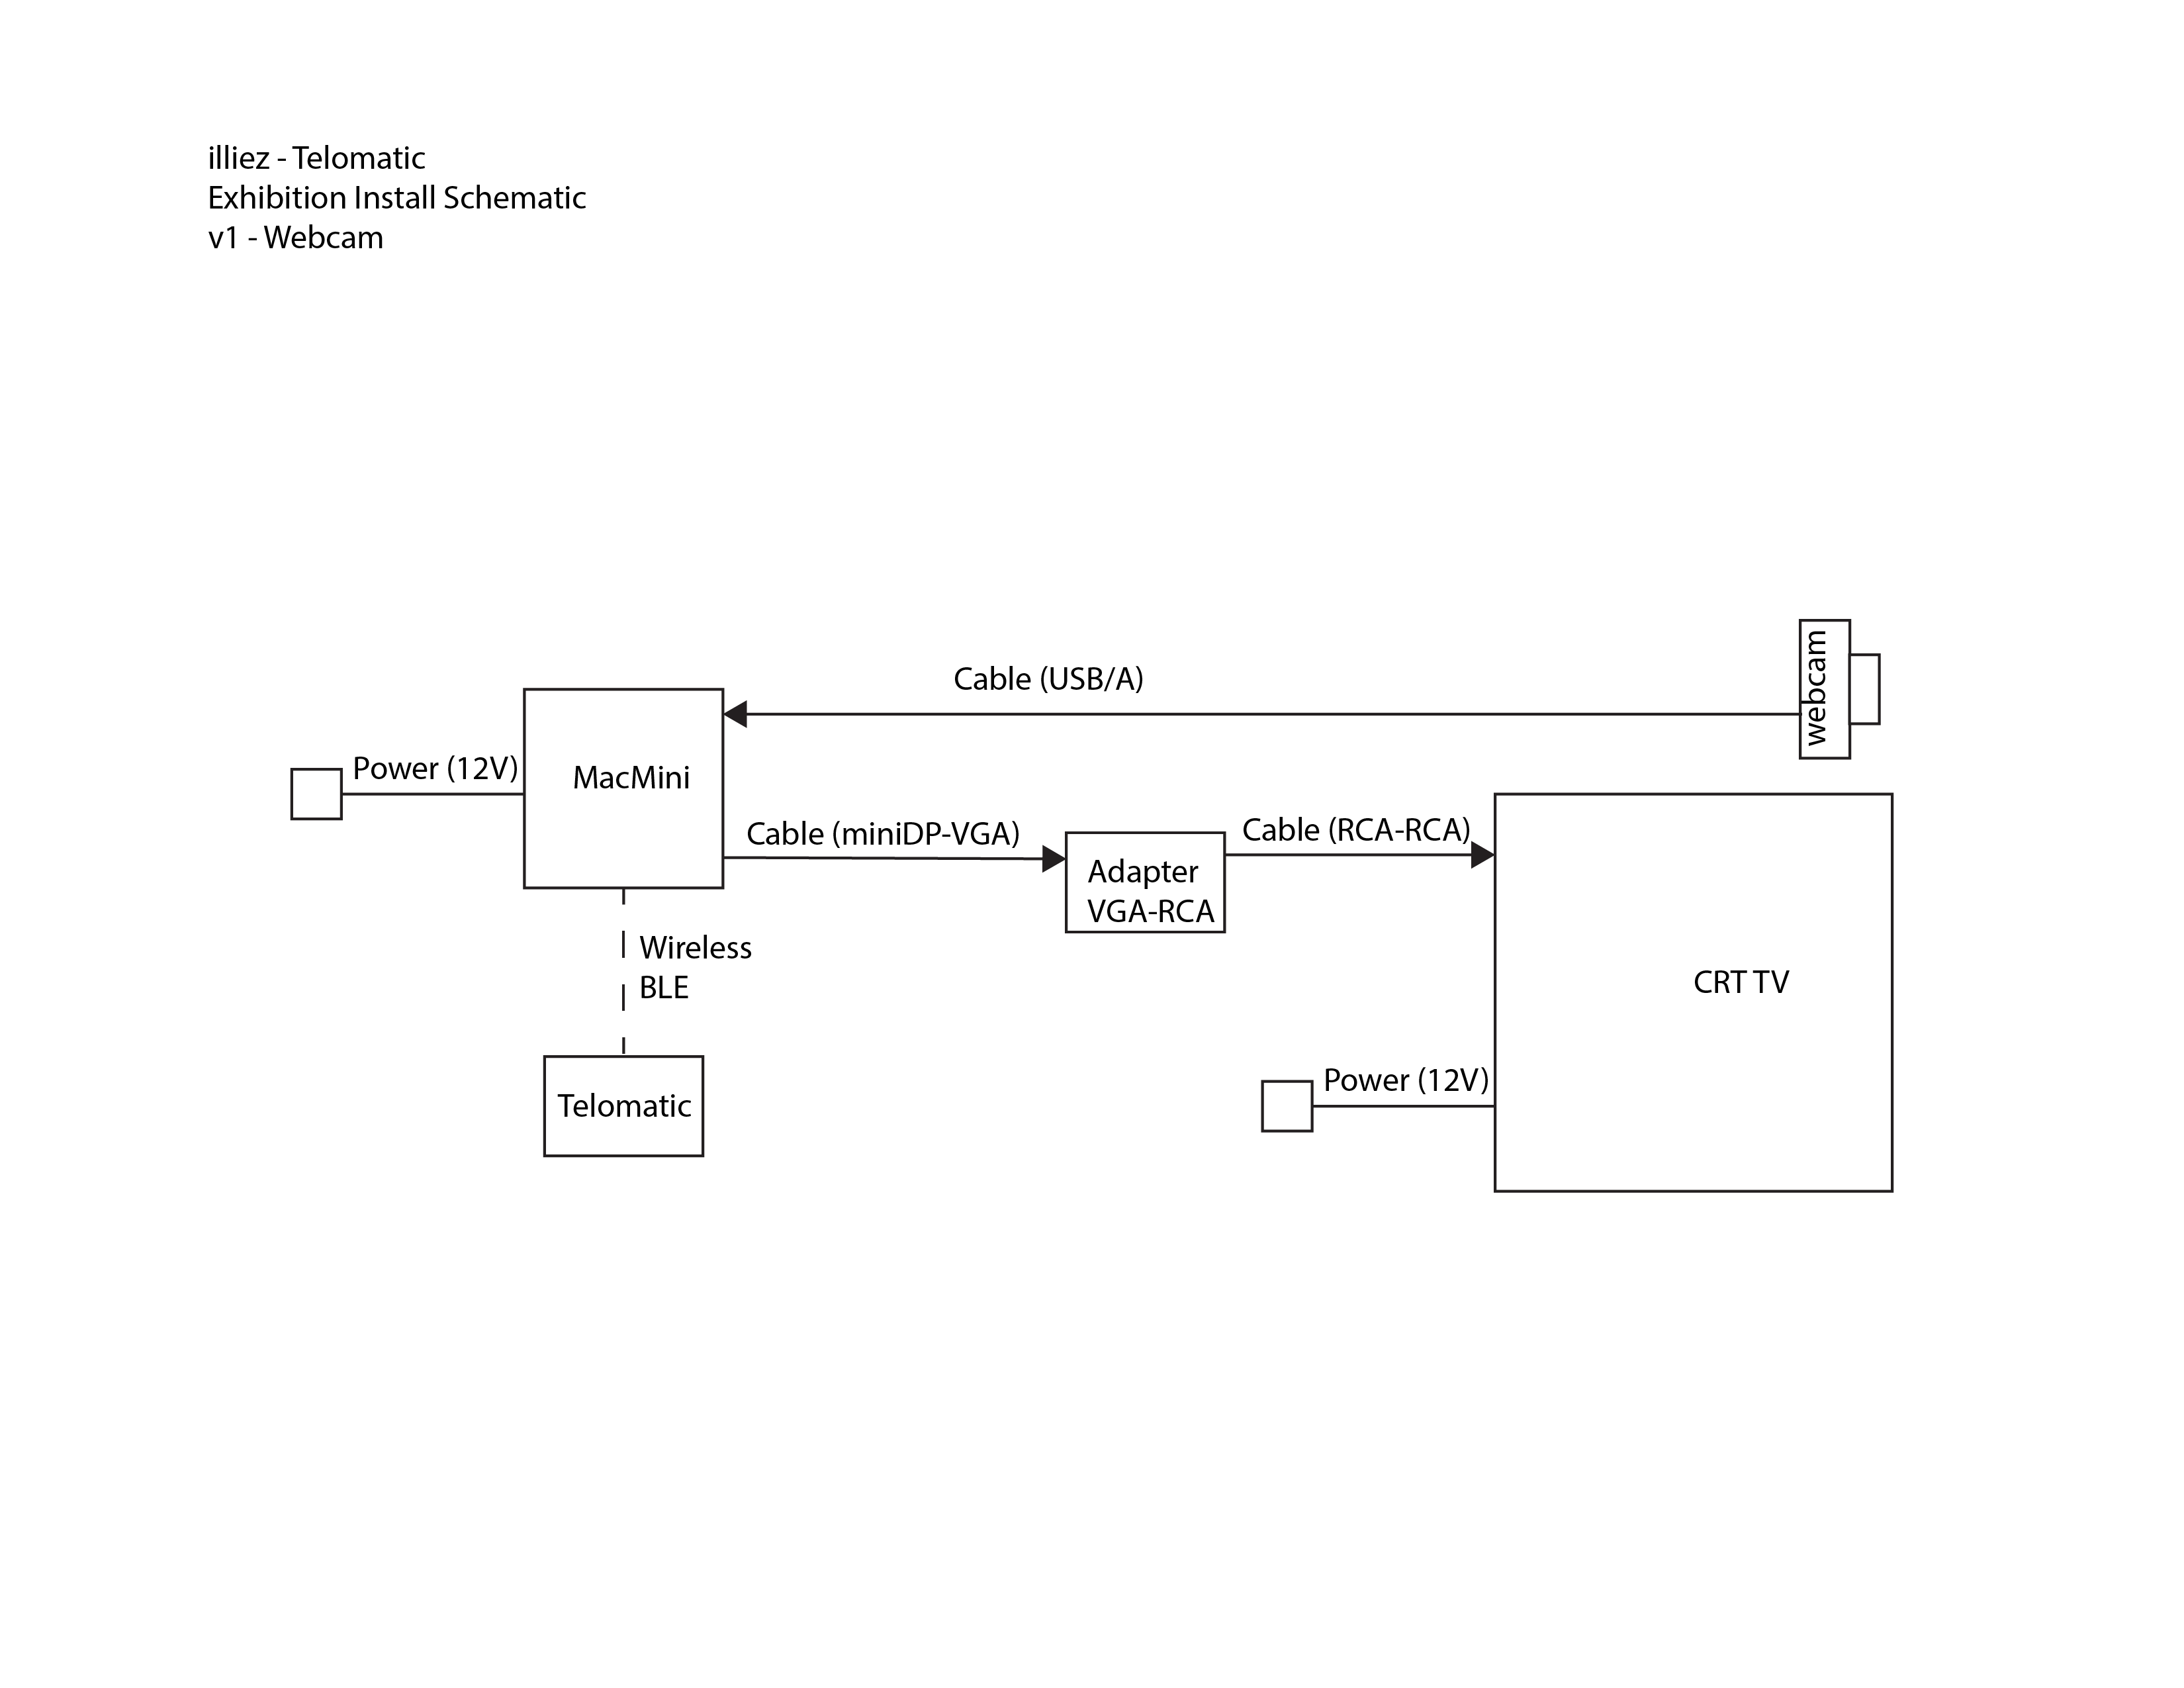 illiez - Telomatic
Exhibition Install Schematic
v1 - Webcam
webcam
Cable (USB/A)
Power (12V)
MacMini
Cable (miniDP-VGA)
Cable (RCA-RCA)
Adapter
VGA-RCA
Wireless
BLE
CRT TV
Power (12V)
Telomatic